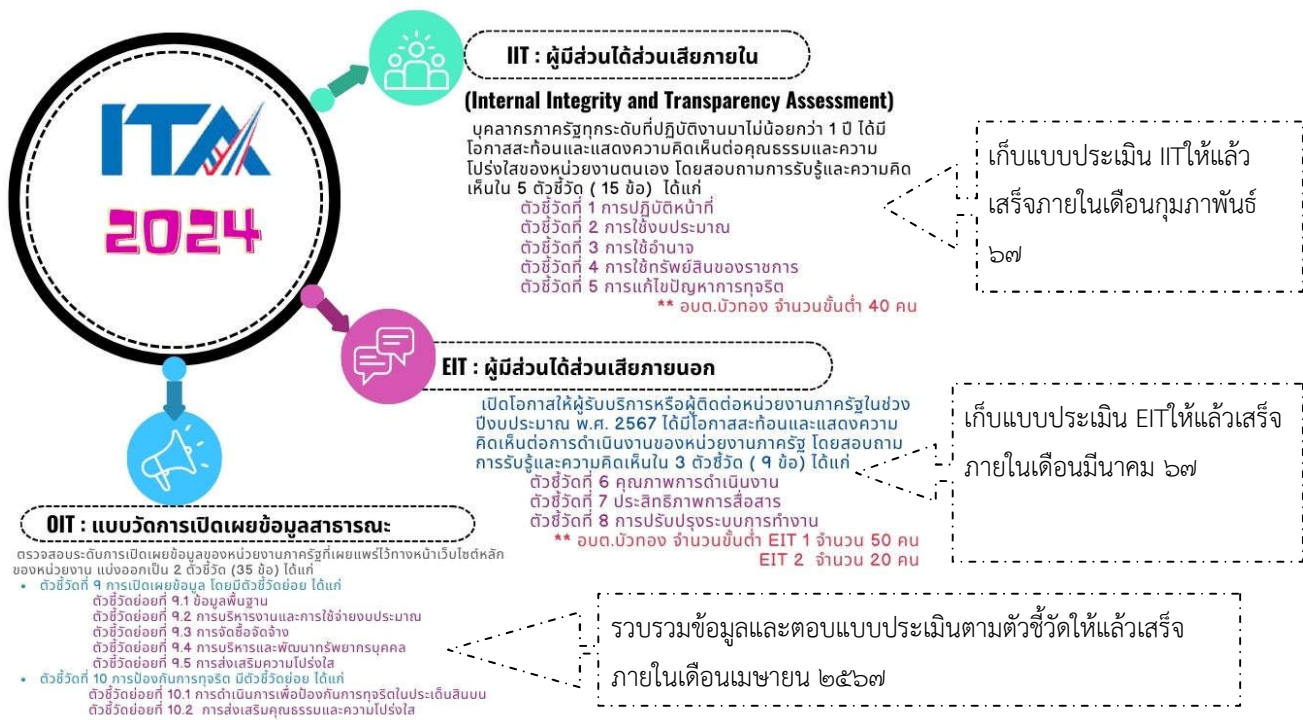 ITA
2024
IIT : ผู้มีส่วนได้ส่วนเสียภายใน
(Internal Integrity and Transparency Assessment)
บุคลากรภาครัฐทุกระดับที่ปฏิบัติงานมาไม่น้อยกว่า 1 ปี ได้มี
โอกาสสะท้อนและแสดงความคิดเห็นต่อคุณธรรมและความ
โปร่งใสของหน่วยงานตนเอง โดยสอบถามการรับรู้และความคิด
เห็นใน 5 ตัวชี้วัด ( 15 ข้อ) ได้แก่
ตัวชี้วัดที่ 1 การปฏิบัติหน้าที่
ตัวชี้วัดที่ 2 การใช้งบประมาณ
ตัวชี้วัดที่ 3 การใช้อำนาจ
ตัวชี้วัดที่ 4 การใช้ทรัพย์สินของราชการ
ตัวชี้วัดที่ 5 การแก้ไขปัญหาการทุจริต
** อบต.บัวทอง จำนวนขั้นต่ำ 40 คน
เก็บแบบประเมิน IITให้แล้ว
เสร็จภายในเดือนกุมภาพันธ์
๖๗
EIT : ผู้มีส่วนได้ส่วนเสียภายนอก
เปิดโอกาสให้ผู้รับบริการหรือผู้ติดต่อหน่วยงานภาครัฐในช่วง
ปีงบประมาณ พ.ศ. 2567 ได้มีโอกาสสะท้อนและแสดงความ
คิดเห็นต่อการดำเนินงานของหน่วยงานภาครัฐ โดยสอบถาม
การรับรู้และความคิดเห็นใน 3 ตัวชี้วัด ( 9 ข้อ) ได้แก่
ตัวชี้วัดที่ 6 คุณภาพการดำเนินงาน
ตัวชี้วัดที่ 7 ประสิทธิภาพการสื่อสาร
ตัวชี้วัดที่ 8 การปรับปรุงระบบการทำงาน
** อบต.บัวทอง จำนวนขั้นต่ำ EIT 1 จำนวน 50 คน
EIT 2 จำนวน 20 คน
เก็บแบบประเมิน EITให้แล้วเสร็จ
ภายในเดือนมีนาคม ๖๗
OIT : แบบวัดการเปิดเผยข้อมูลสาธารณะ
ตรวจสอบระดับการเปิดเผยข้อมูลของหน่วยงานภาครัฐที่เผยแพร่ไว้ทางหน้าเว็บไซต์หลัก
ของหน่วยงาน แบ่งออกเป็น 2 ตัวชี้วัด (35 ข้อ) ได้แก่
• ตัวชี้วัดที่ 9 การเปิดเผยข้อมูล โดยมีตัวชี้วัดย่อย ได้แก่
ตัวชี้วัดย่อยที่ 9.1 ข้อมูลพื้นฐาน
ตัวชี้วัดย่อยที่ 9.2 การบริหารงานและการใช้จ่ายงบประมาณ
ตัวชี้วัดย่อยที่ 9.3 การจัดซื้อจัดจ้าง
ตัวชี้วัดย่อยที่ 9.4 การบริหารและพัฒนาทรัพยากรบุคคล
ตัวชี้วัดย่อยที่ 9.5 การส่งเสริมความโปร่งใส
• ตัวชี้วัดที่ 10 การป้องกันการทุจริต มีตัวชี้วัดย่อย ได้แก่
ตัวชี้วัดย่อยที่ 10.1 การดำเนินการเพื่อป้องกันการทุจริตในประเด็นสินบน
ตัวชี้วัดย่อยที่ 10.2 การส่งเสริมคุณธรรมและความโปร่งใส
รวบรวมข้อมูลและตอบแบบประเมินตามตัวชี้วัดให้แล้วเสร็จ
ภายในเดือนเมษายน ๒๕๖๗